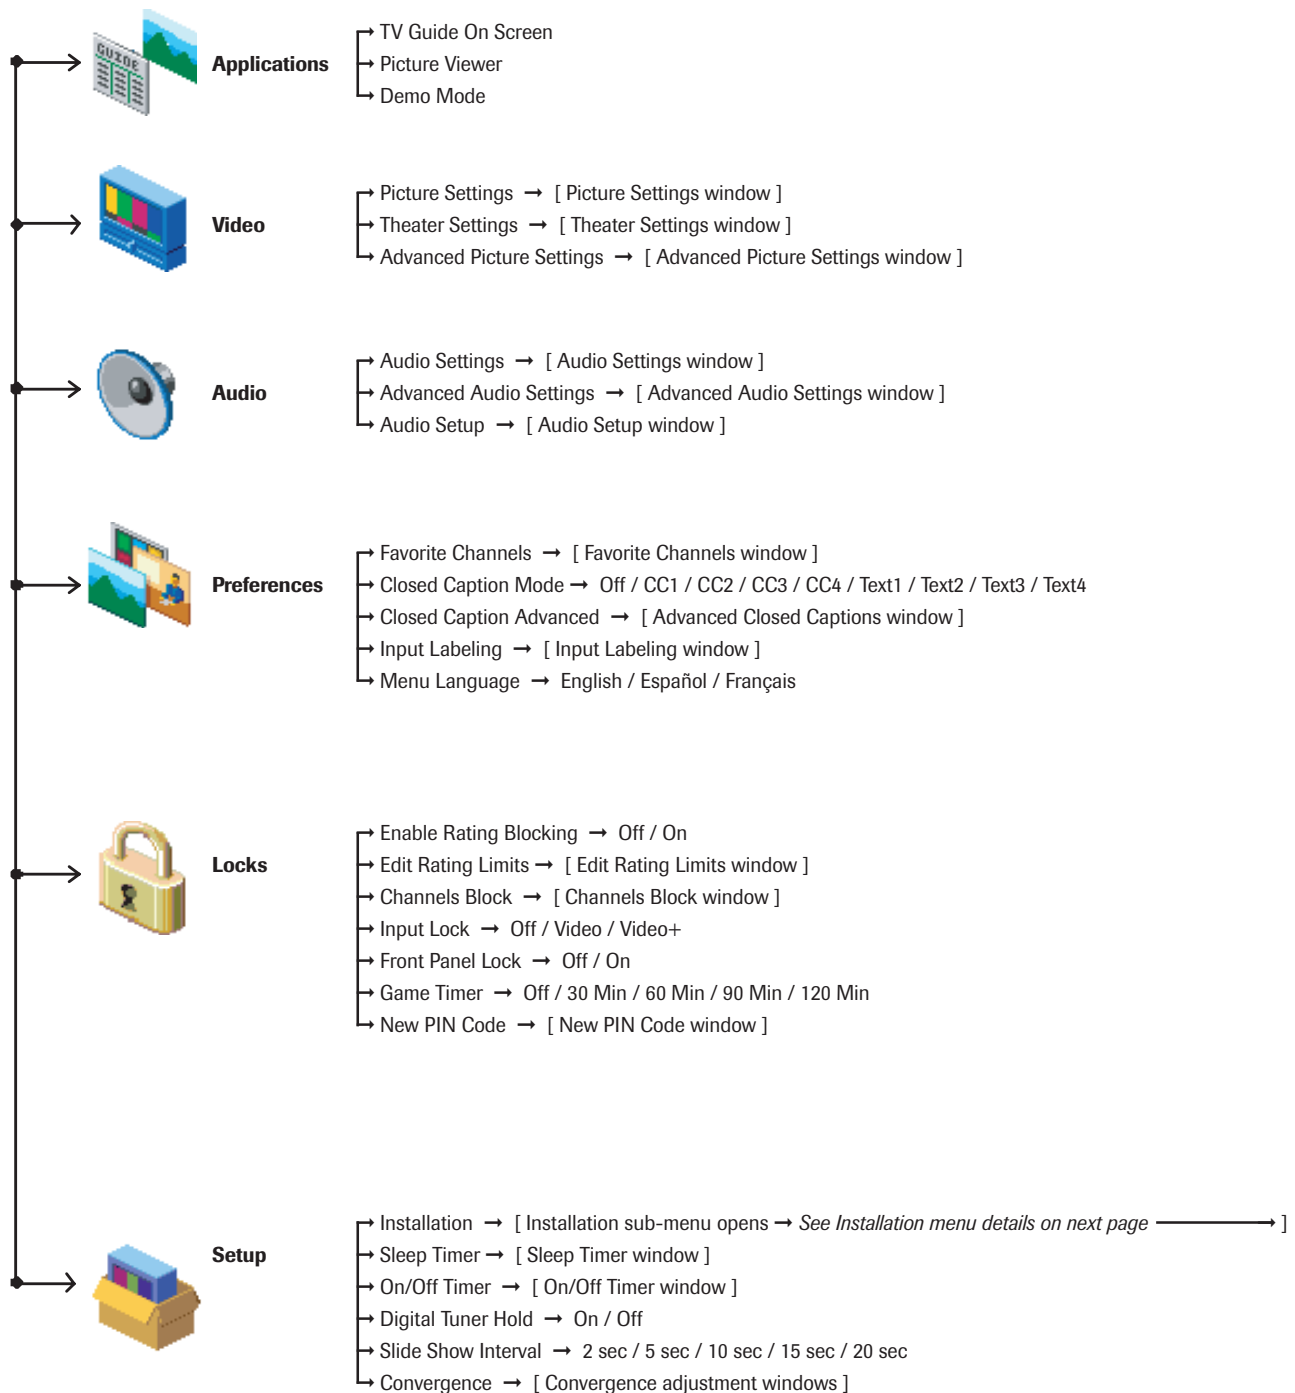 GUIDE
Applications
TV Guide On Screen
Picture Viewer
Demo Mode
Video
Picture Settings → [ Picture Settings window ]
Theater Settings → [ Theater Settings window ]
Advanced Picture Settings → [ Advanced Picture Settings window ]
Audio
Audio Settings → [ Audio Settings window ]
Advanced Audio Settings → [ Advanced Audio Settings window ]
Audio Setup → [ Audio Setup window ]
Preferences
Favorite Channels → [ Favorite Channels window ]
Closed Caption Mode → Off / CC1 / CC2 / CC3 / CC4 / Text1 / Text2 / Text3 / Text4
Closed Caption Advanced → [ Advanced Closed Captions window ]
Input Labeling → [ Input Labeling window ]
Menu Language → English / Español / Français
Locks
Enable Rating Blocking → Off / On
Edit Rating Limits → [ Edit Rating Limits window ]
Channels Block → [ Channels Block window ]
Input Lock → Off / Video / Video+
Front Panel Lock → Off / On
Game Timer → Off / 30 Min / 60 Min / 90 Min / 120 Min
New PIN Code → [ New PIN Code window ]
Setup
Installation → [ Installation sub-menu opens → See Installation menu details on next page → ]
Sleep Timer → [ Sleep Timer window ]
On/Off Timer → [ On/Off Timer window ]
Digital Tuner Hold → On / Off
Slide Show Interval → 2 sec / 5 sec / 10 sec / 15 sec / 20 sec
Convergence → [ Convergence adjustment windows ]